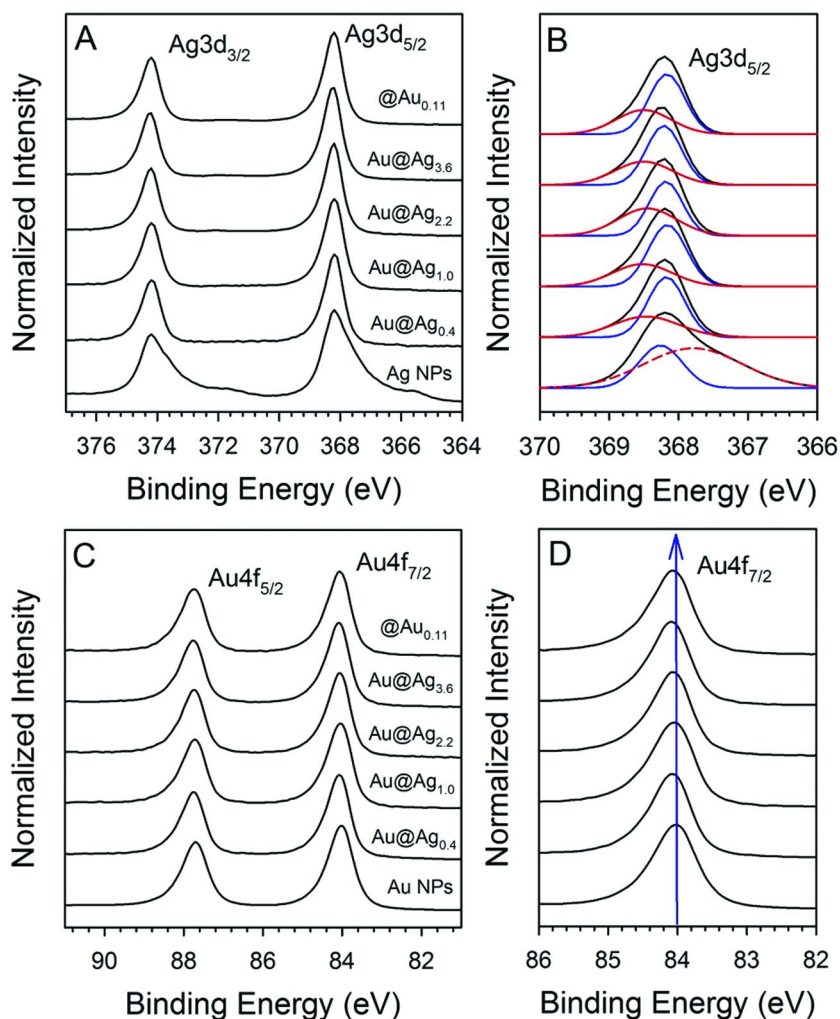 A
Ag3d3/2
Ag3d5/2
@Au0.11
Au@Ag3.6
Au@Ag2.2
Au@Ag1.0
Au@Ag0.4
Ag NPs
Normalized Intensity
376 374 372 370 368 366 364
Binding Energy (eV)
B
Ag3d5/2
Normalized Intensity
370 369 368 367 366
Binding Energy (eV)
C
Au4f5/2
Au4f7/2
@Au0.11
Au@Ag3.6
Au@Ag2.2
Au@Ag1.0
Au@Ag0.4
Au NPs
Normalized Intensity
90 88 86 84 82
Binding Energy (eV)
D
Au4f7/2
Normalized Intensity
86 85 84 83 82
Binding Energy (eV)